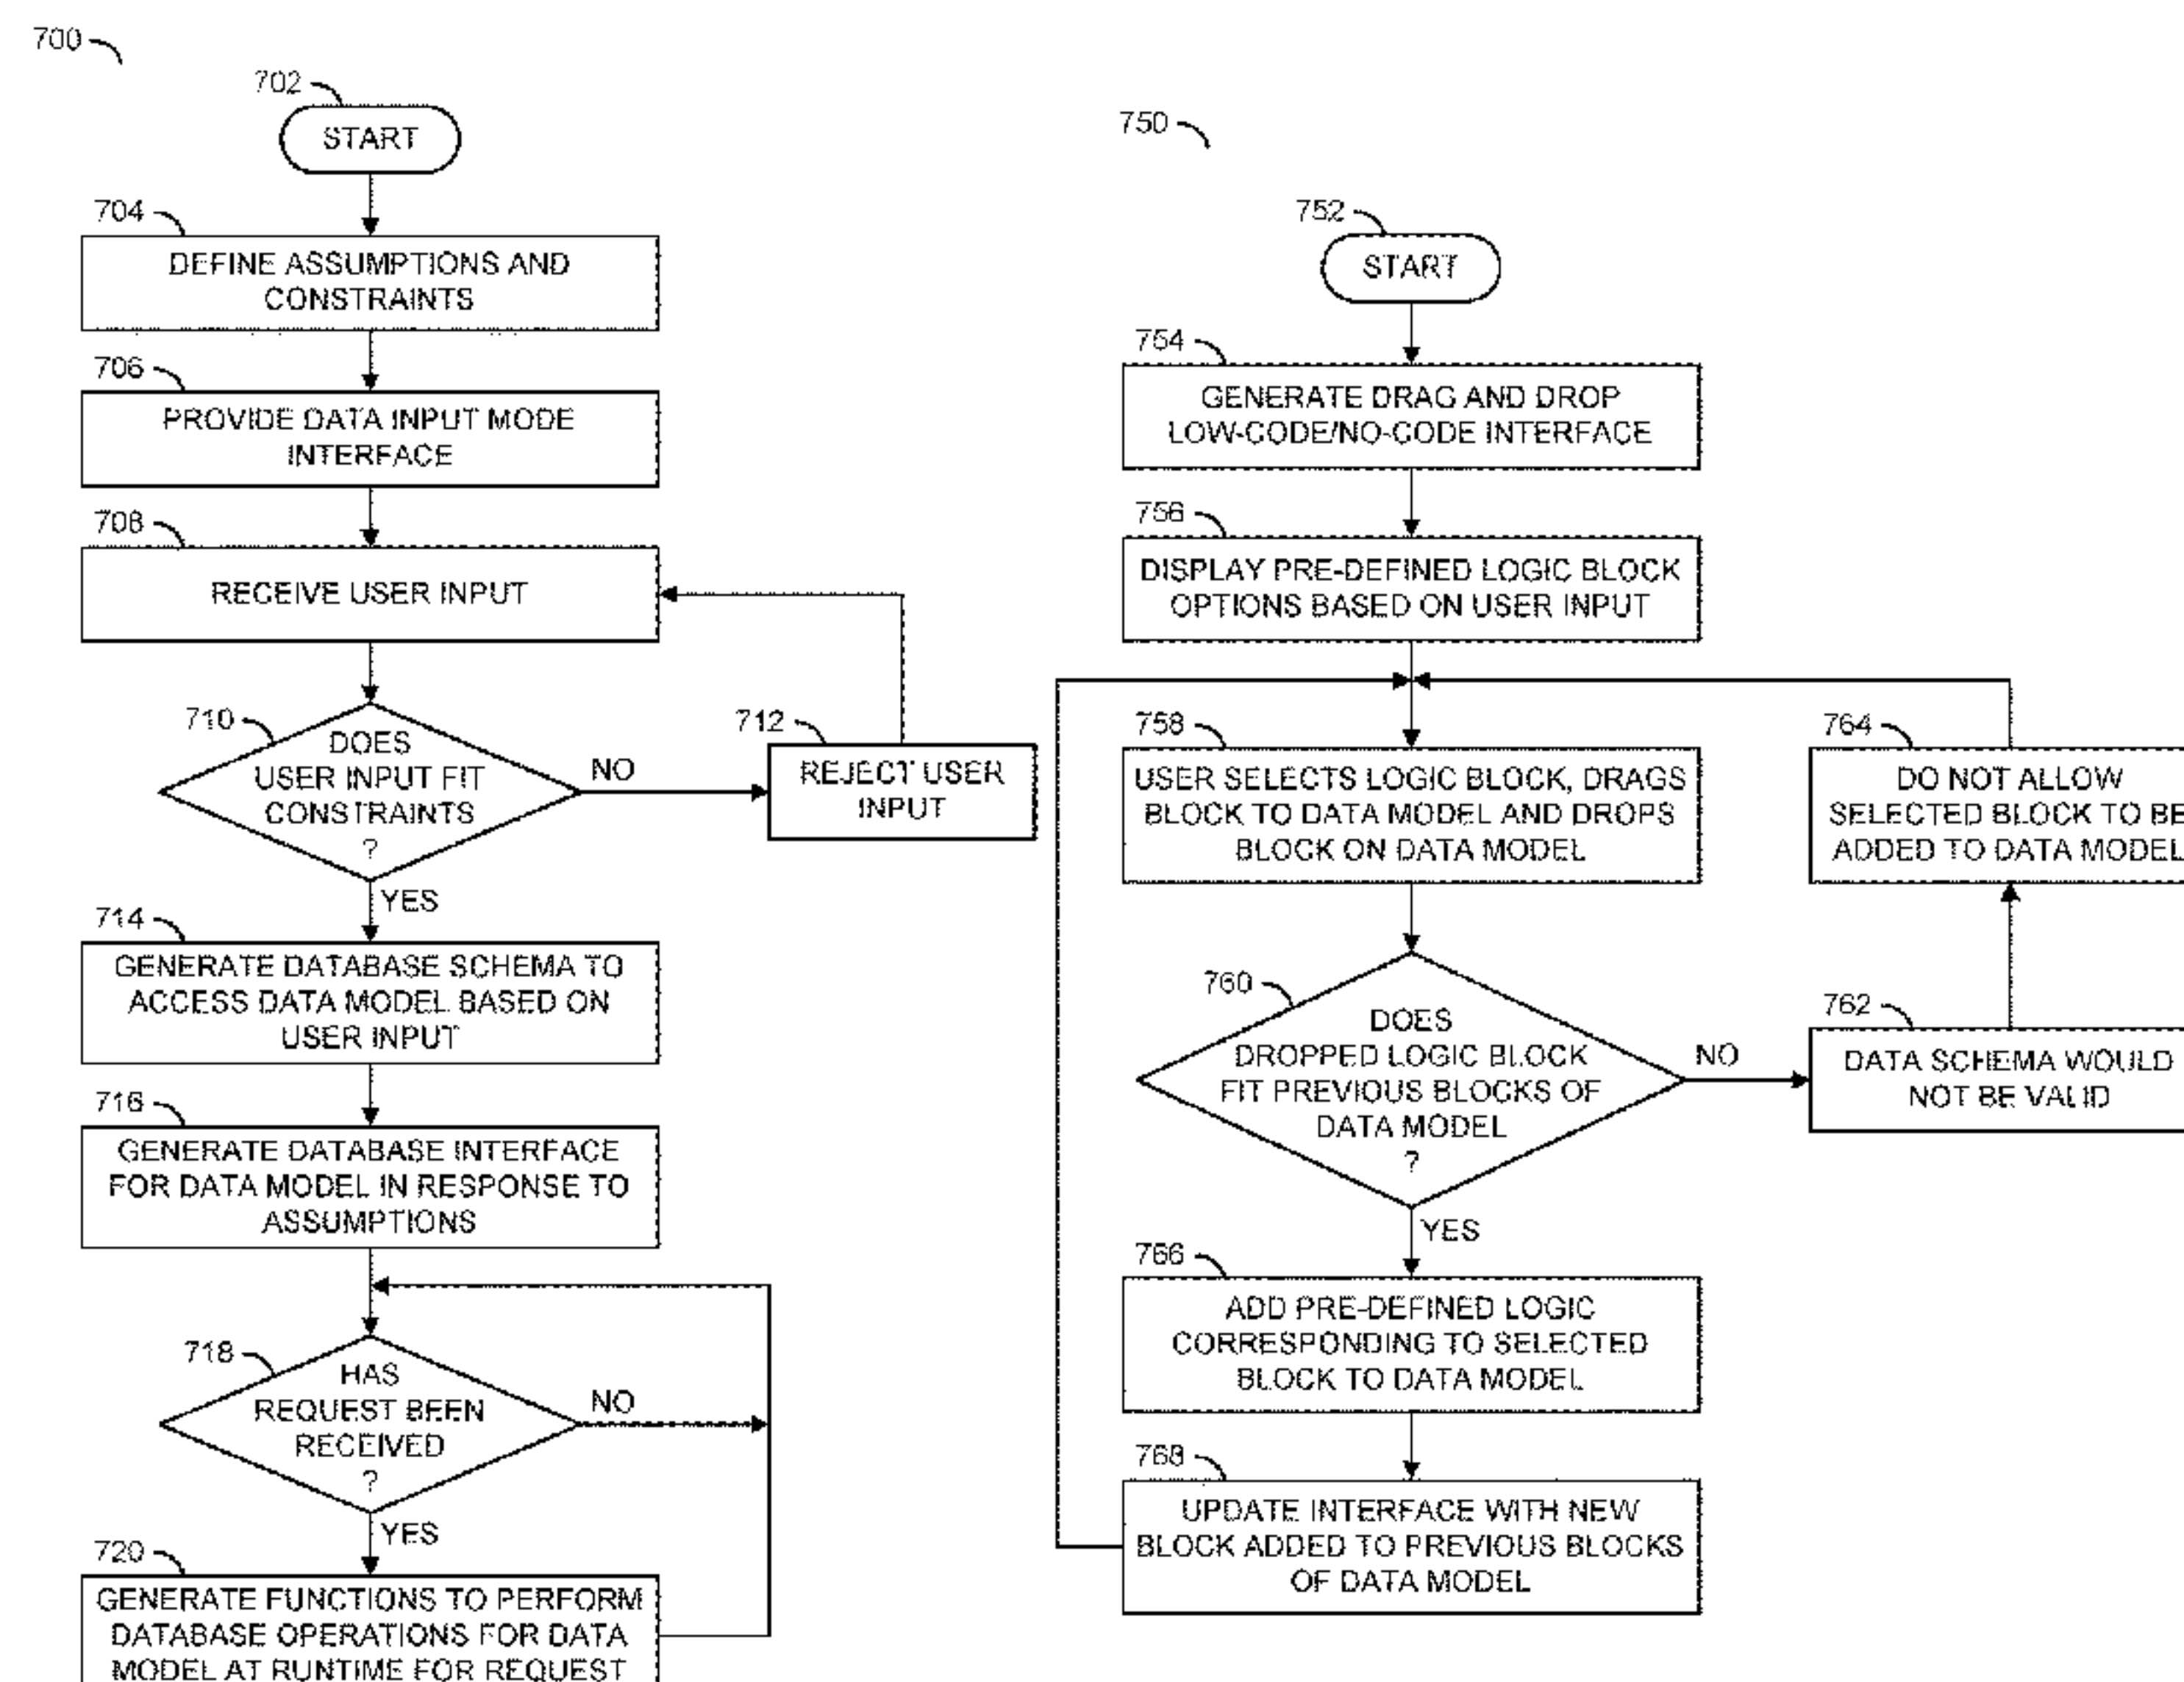 700
702
START
704
DEFINE ASSUMPTIONS AND
CONSTRAINTS
706
PROVIDE DATA INPUT MODE
INTERFACE
708
RECEIVE USER INPUT
710
DOES
USER INPUT FIT
CONSTRAINTS
?
NO
712
REJECT USER
INPUT
YES
714
GENERATE DATABASE SCHEMA TO
ACCESS DATA MODEL BASED ON
USER INPUT
716
GENERATE DATABASE INTERFACE
FOR DATA MODEL IN RESPONSE TO
ASSUMPTIONS
718
HAS
REQUEST BEEN
RECEIVED
?
NO
YES
720
GENERATE FUNCTIONS TO PERFORM
DATABASE OPERATIONS FOR DATA
MODEL AT RUNTIME FOR REQUEST
750
752
START
754
GENERATE DRAG AND DROP
LOW-CODE/NO-CODE INTERFACE
756
DISPLAY PRE-DEFINED LOGIC BLOCK
OPTIONS BASED ON USER INPUT
758
USER SELECTS LOGIC BLOCK, DRAGS
BLOCK TO DATA MODEL AND DROPS
BLOCK ON DATA MODEL
760
DOES
DROPPED LOGIC BLOCK
FIT PREVIOUS BLOCKS OF
DATA MODEL
?
NO
762
DATA SCHEMA WOULD
NOT BE VALID
764
DO NOT ALLOW
SELECTED BLOCK TO BE
ADDED TO DATA MODEL
YES
766
ADD PRE-DEFINED LOGIC
CORRESPONDING TO SELECTED
BLOCK TO DATA MODEL
768
UPDATE INTERFACE WITH NEW
BLOCK ADDED TO PREVIOUS BLOCKS
OF DATA MODEL